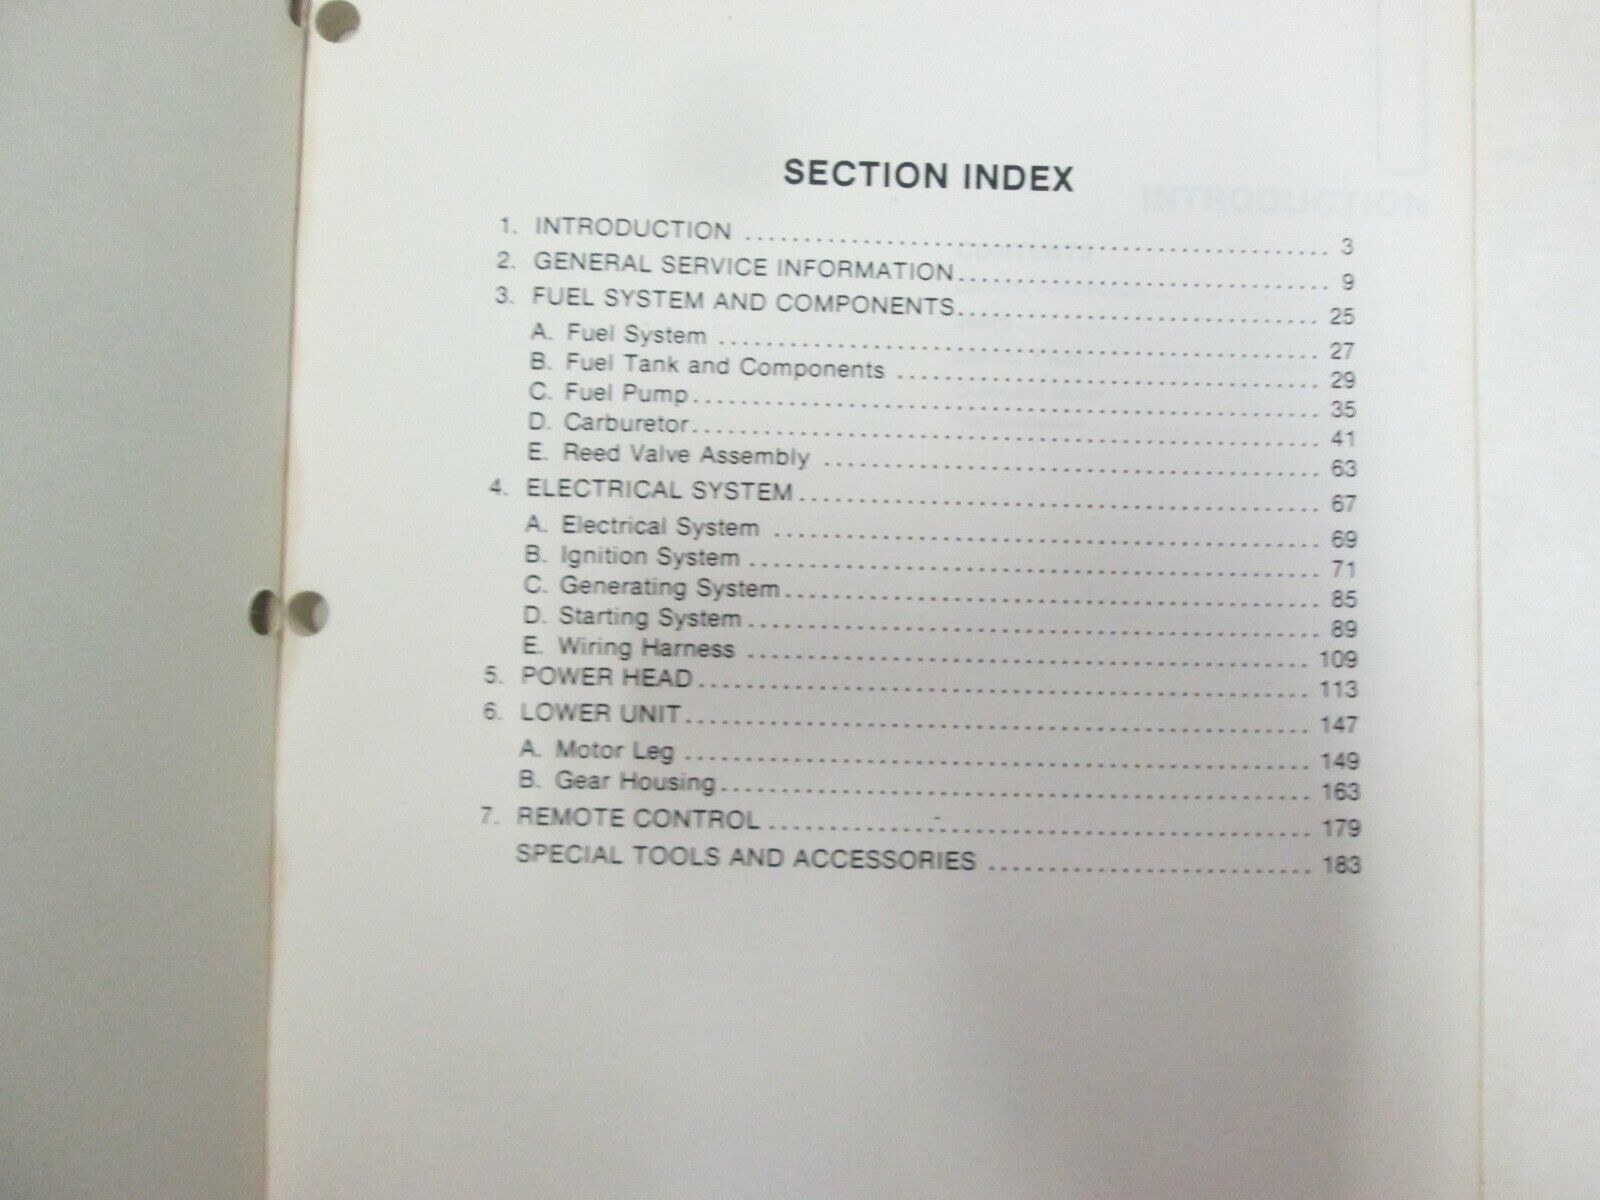 SECTION INDEX
1. INTRODUCTION ........ 3
2. GENERAL SERVICE INFORMATION ........ 9
3. FUEL SYSTEM AND COMPONENTS ........ 25
A. Fuel System ........ 27
B. Fuel Tank and Components ........ 29
C. Fuel Pump ........ 35
D. Carburetor ........ 41
E. Reed Valve Assembly ........ 63
4. ELECTRICAL SYSTEM ........ 67
A. Electrical System ........ 69
B. Ignition System ........ 71
C. Generating System ........ 85
D. Starting System ........ 89
E. Wiring Harness ........ 109
5. POWER HEAD ........ 113
6. LOWER UNIT ........ 147
A. Motor Leg ........ 149
B. Gear Housing ........ 163
7. REMOTE CONTROL ........ 179
SPECIAL TOOLS AND ACCESSORIES ........ 183
INTRODUCTION